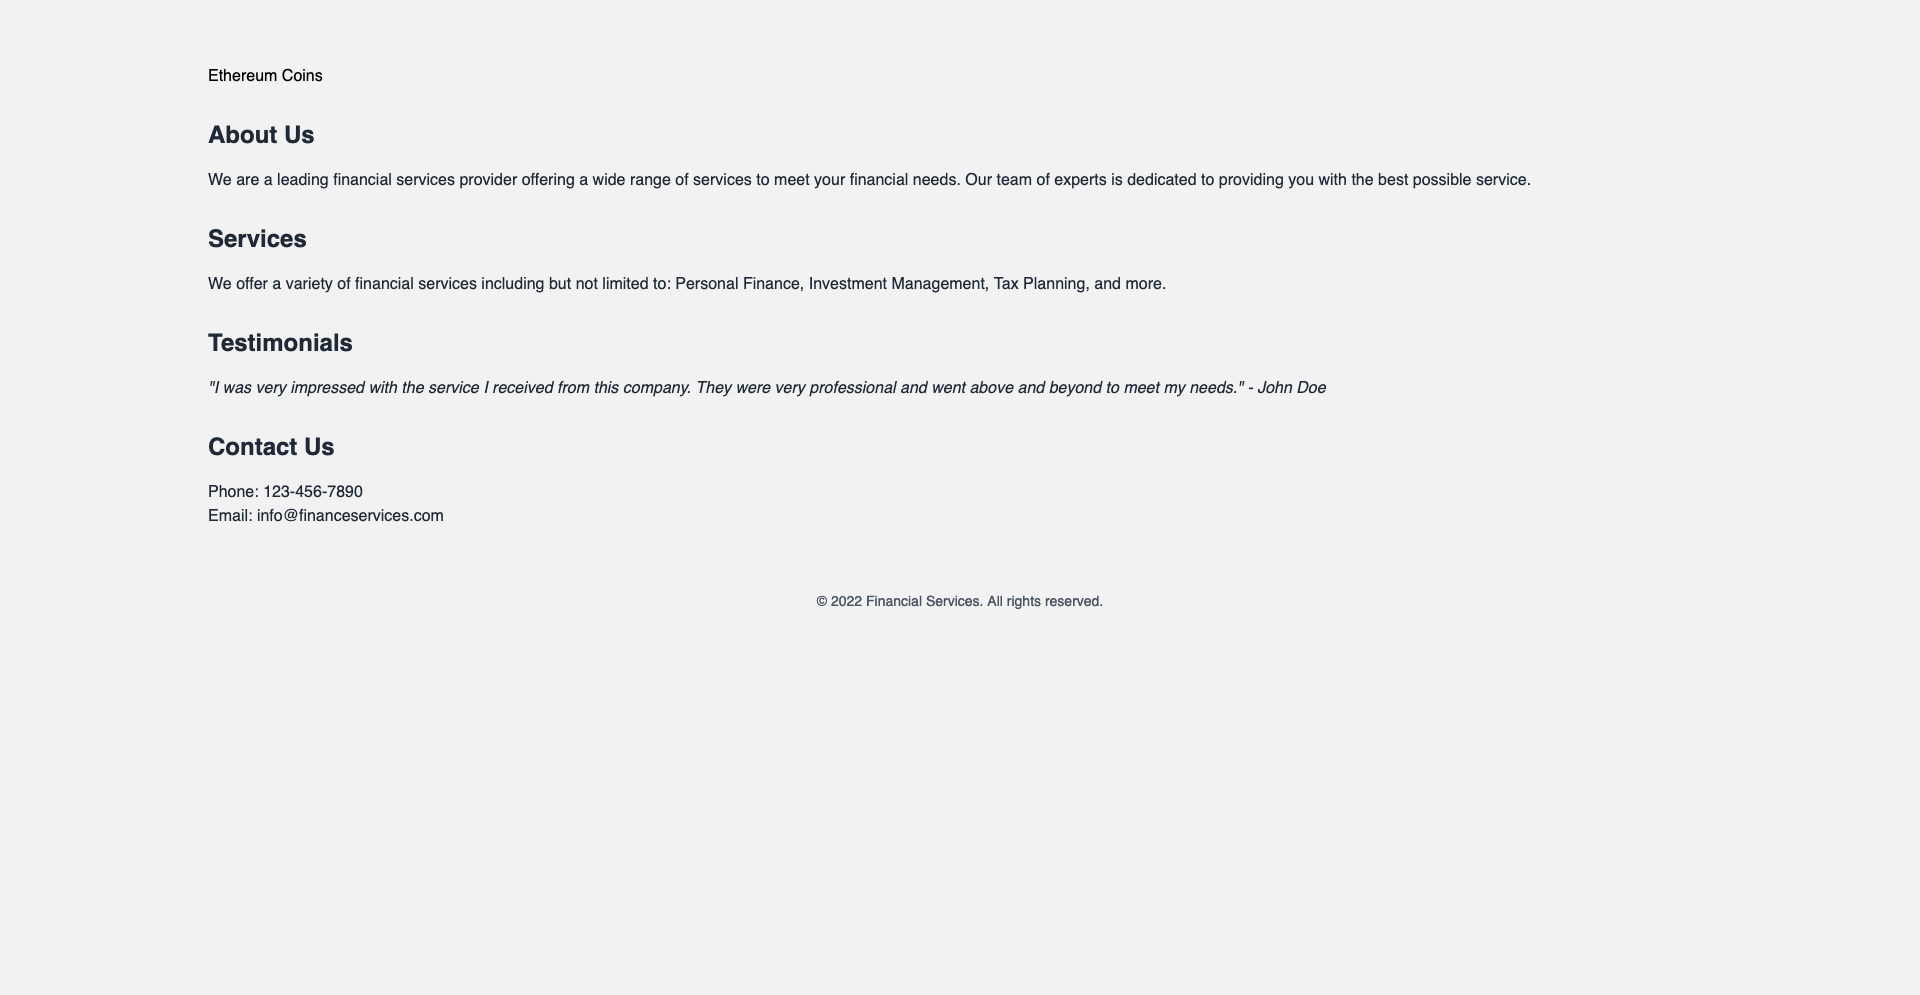 Ethereum Coins
About Us
We are a leading financial services provider offering a wide range of services to meet your financial needs. Our team of experts is dedicated to providing you with the best possible service.
Services
We offer a variety of financial services including but not limited to: Personal Finance, Investment Management, Tax Planning, and more.
Testimonials
"I was very impressed with the service I received from this company. They were very professional and went above and beyond to meet my needs." - John Doe
Contact Us
Phone: 123-456-7890
Email: info@financeservices.com
© 2022 Financial Services. All rights reserved.